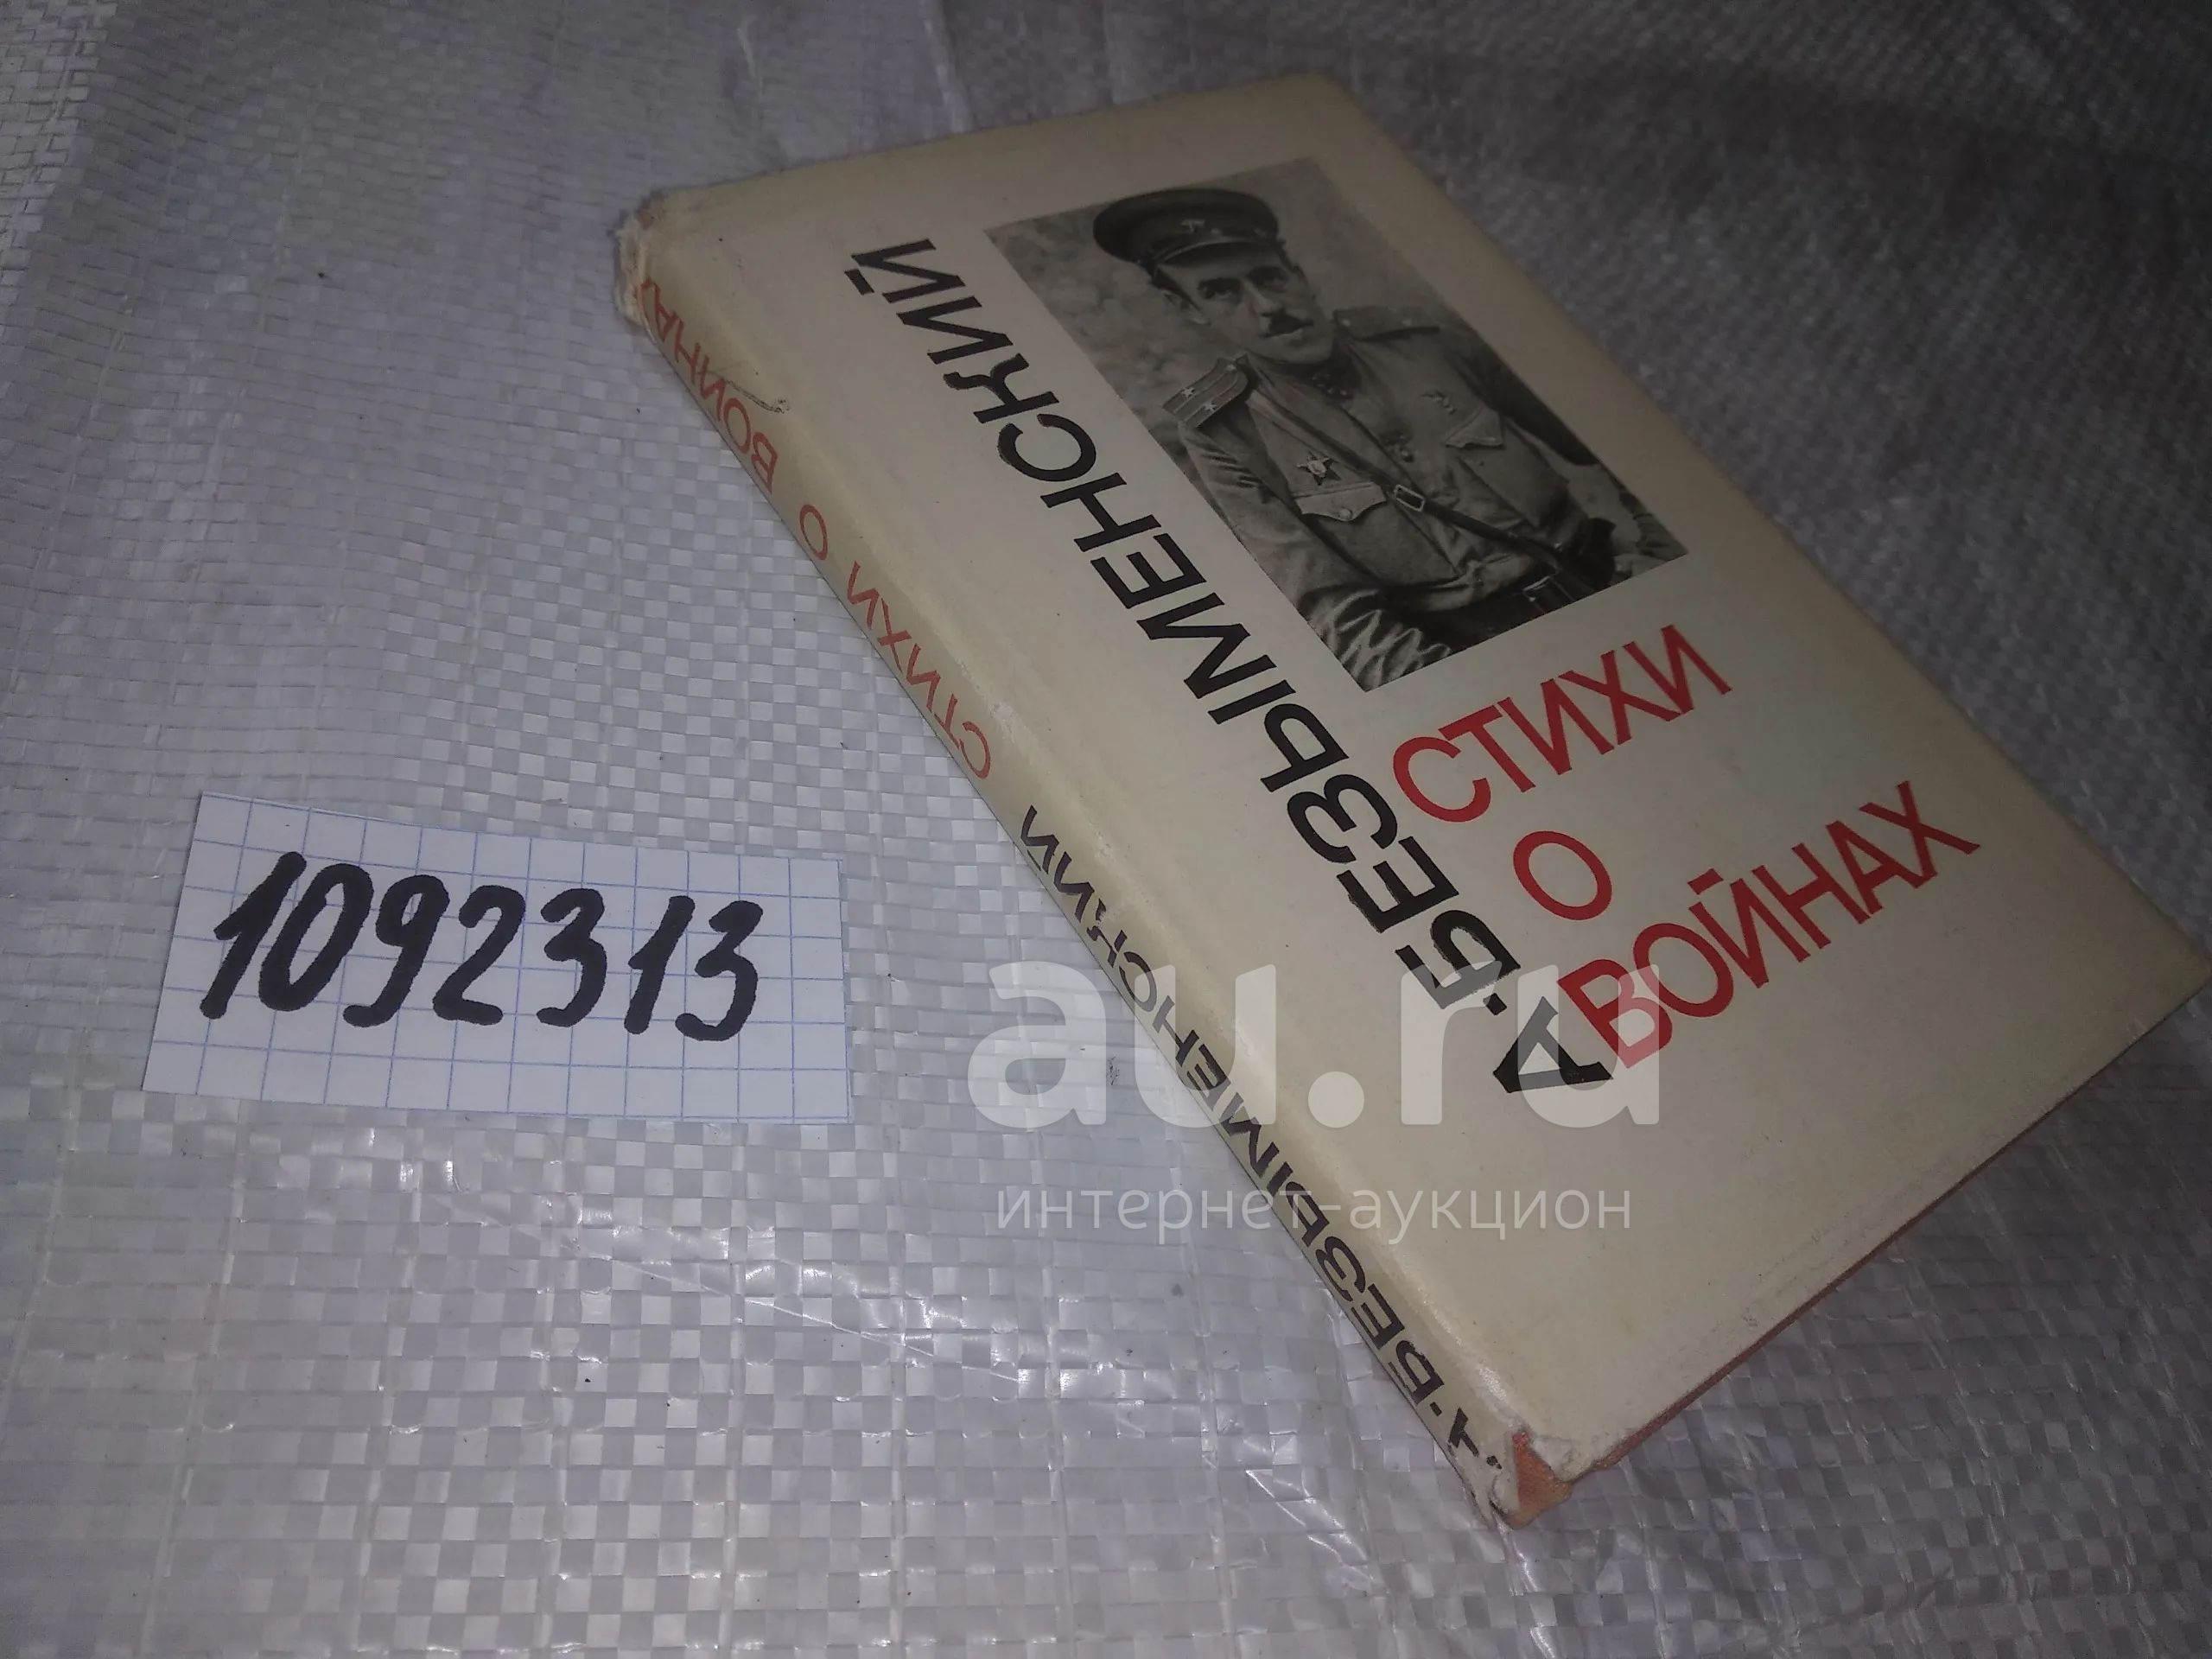 А. БЕЗЫМЕНСКИЙ
СТИХИ
О
ВОЙНАХ
А. БЕЗЫМЕНСКИЙ СТИХИ О ВОЙНАХ
1092313
au.ru
интернет-аукцион